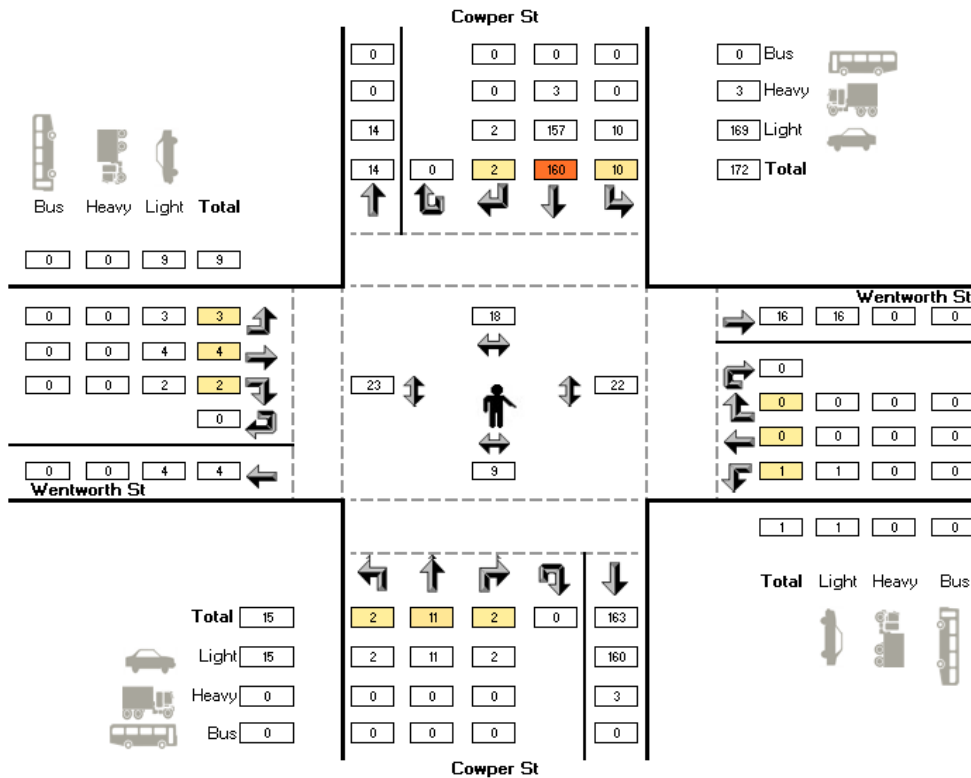 Cowper St
0 0 0 0 0 Bus
0 0 3 0 3 Heavy
14 2 157 10 169 Light
14 0 2 160 10 172 Total
Bus Heavy Light Total
0 0 9 9
Wentworth St
0 0 3 3 18 16 16 0 0
0 0 4 4 0
0 0 2 2 23 22 0 0 0 0
0 0 0 0 0
0 0 4 4 9 1 1 0 0
Wentworth St
1 1 0 0
Total Light Heavy Bus
Total 15 2 11 2 0 163
Light 15 2 11 2 160
Heavy 0 0 0 0 3
Bus 0 0 0 0 0
Cowper St